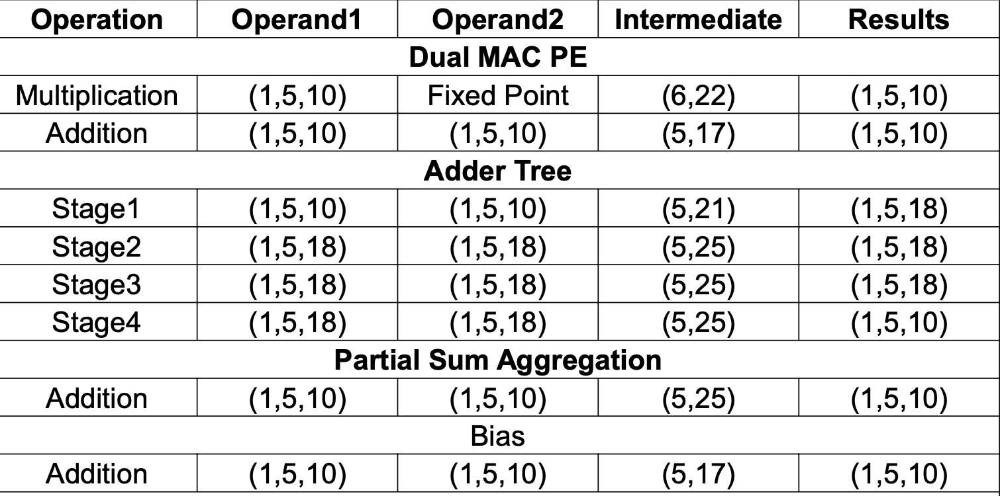 Operation Operand1 Operand2 Intermediate Results
Dual MAC PE
Multiplication (1,5,10) Fixed Point (6,22) (1,5,10)
Addition (1,5,10) (1,5,10) (5,17) (1,5,10)
Adder Tree
Stage1 (1,5,10) (1,5,10) (5,21) (1,5,18)
Stage2 (1,5,18) (1,5,18) (5,25) (1,5,18)
Stage3 (1,5,18) (1,5,18) (5,25) (1,5,18)
Stage4 (1,5,18) (1,5,18) (5,25) (1,5,10)
Partial Sum Aggregation
Addition (1,5,10) (1,5,10) (5,25) (1,5,10)
Bias
Addition (1,5,10) (1,5,10) (5,17) (1,5,10)